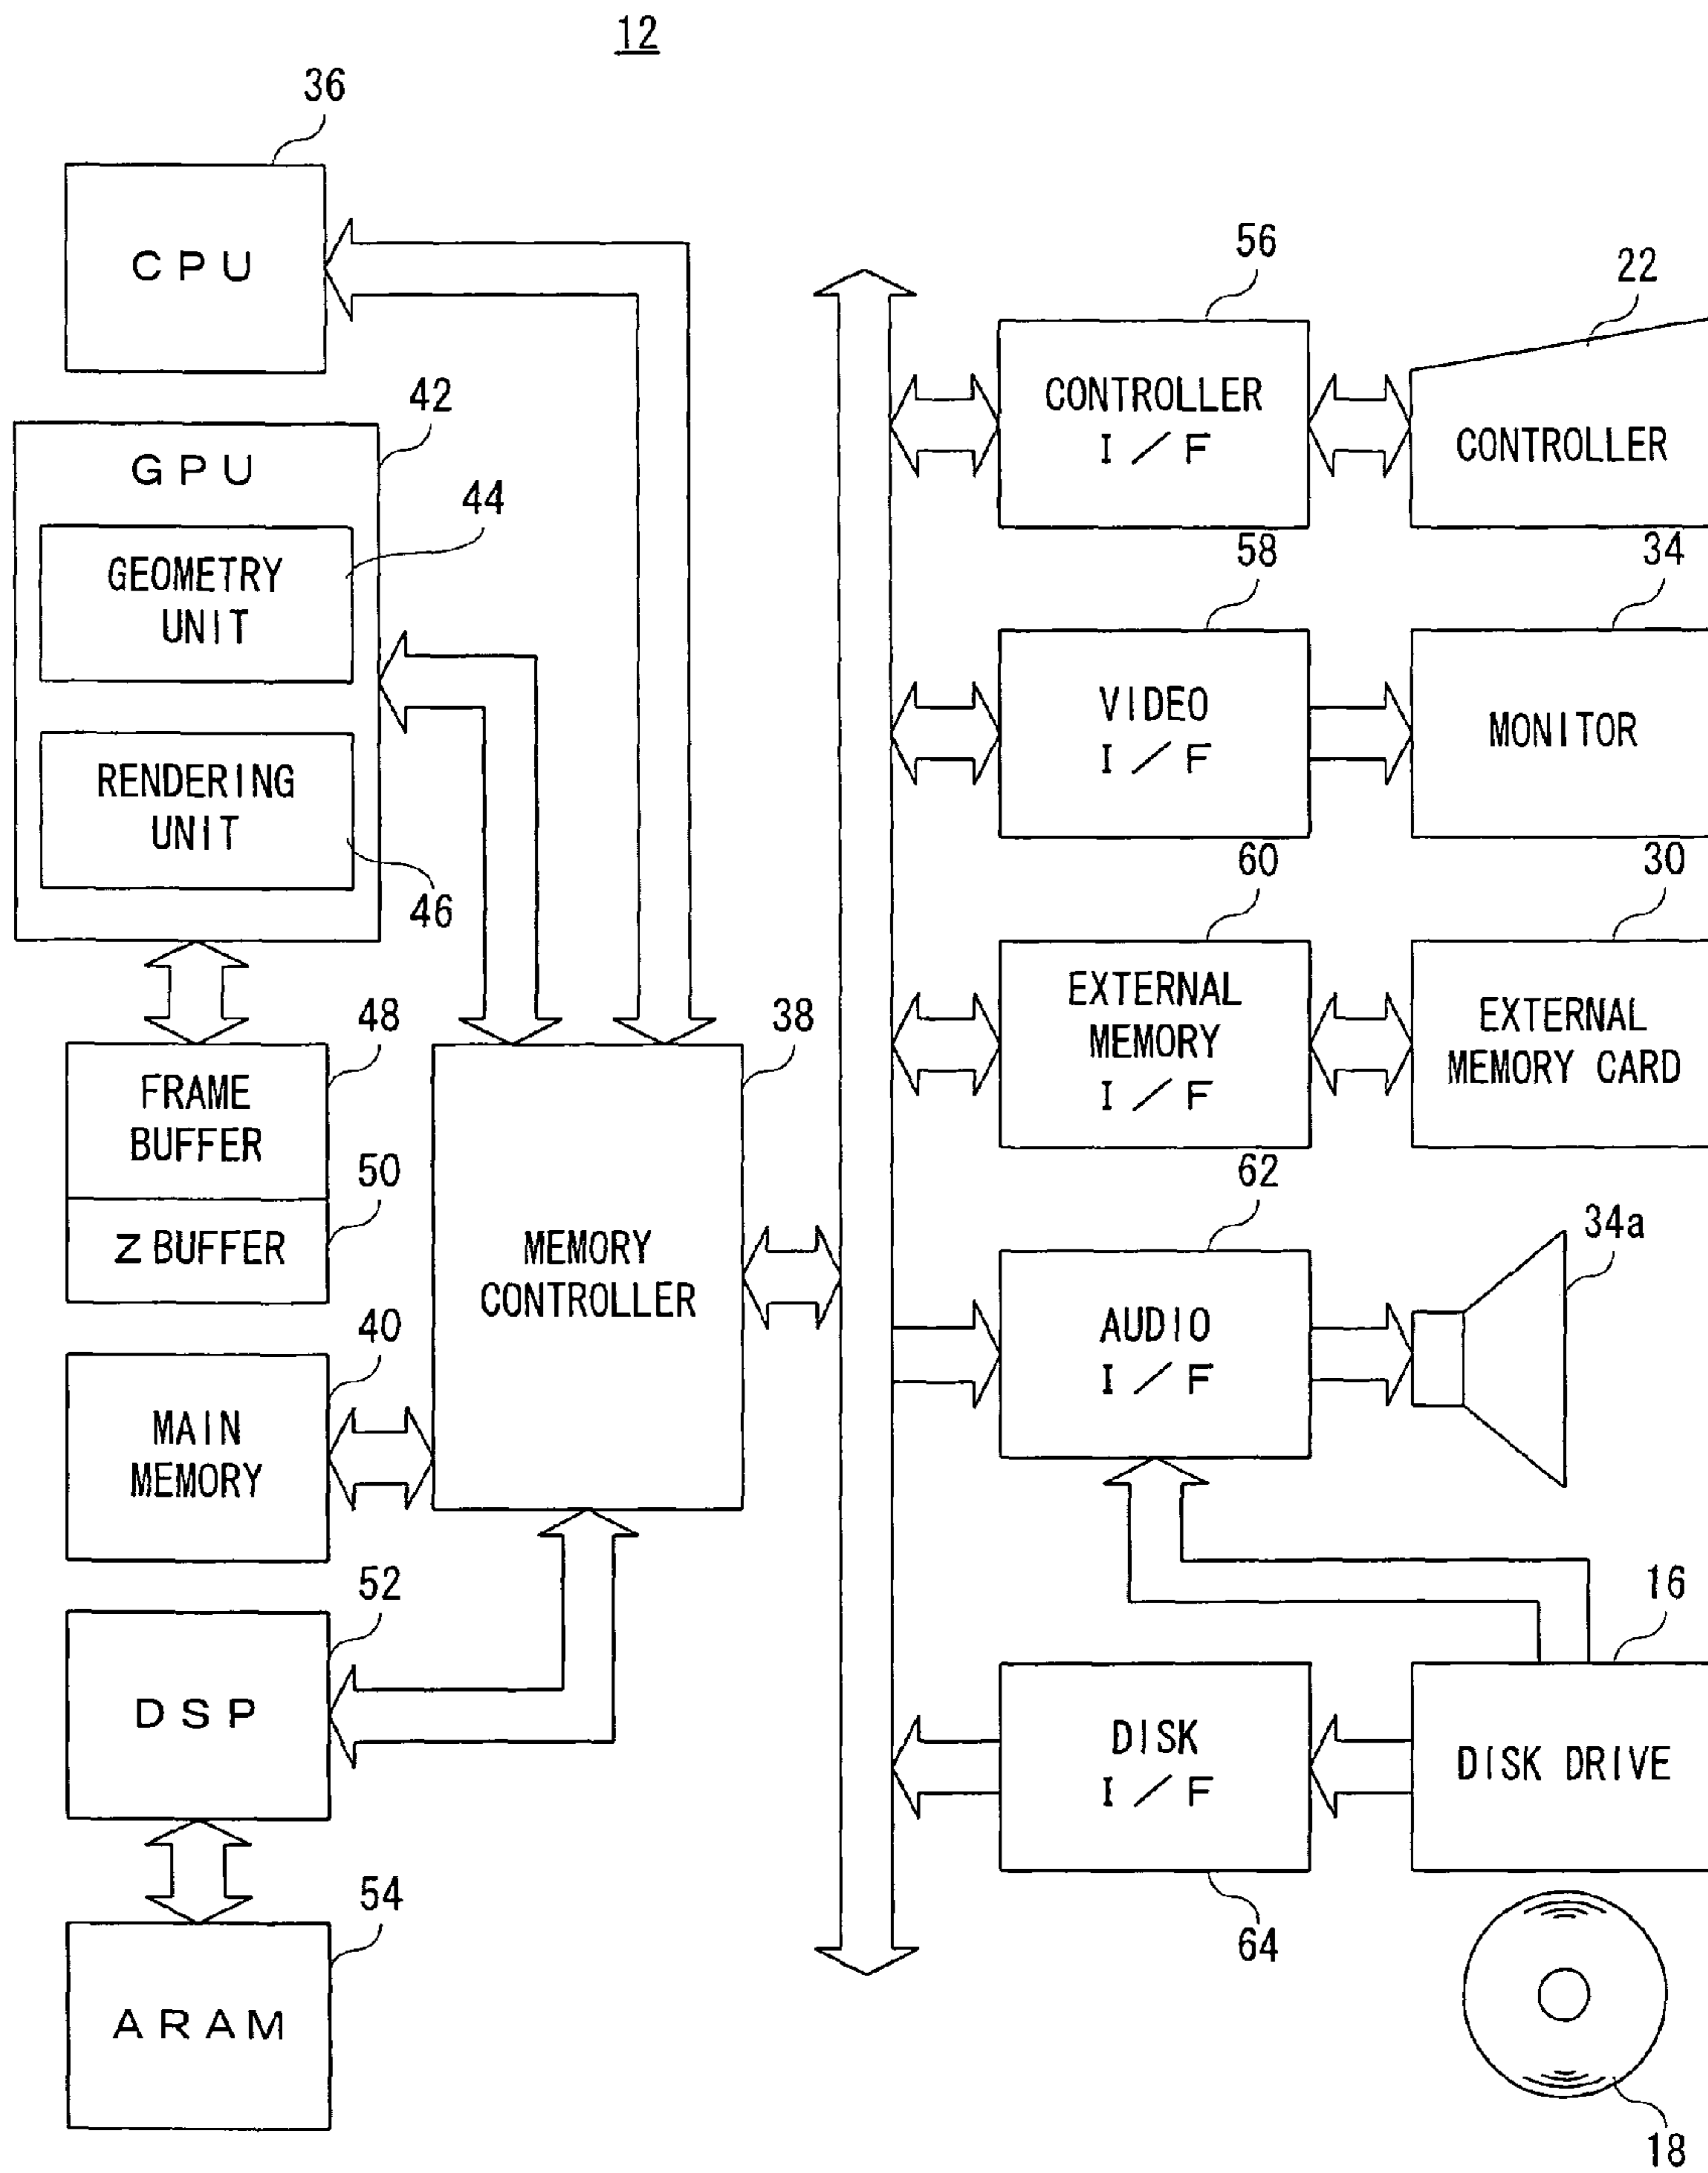 12
36
CPU
42
GPU
44
GEOMETRY
UNIT
RENDERING
UNIT
46
48
FRAME
BUFFER
50
Z BUFFER
40
MAIN
MEMORY
52
DSP
54
ARAM
38
MEMORY
CONTROLLER
56
CONTROLLER
I/F
22
CONTROLLER
58
VIDEO
I/F
34
MONITOR
60
EXTERNAL
MEMORY
I/F
30
EXTERNAL
MEMORY CARD
62
AUDIO
I/F
34a
16
DISK
I/F
64
DISK DRIVE
18